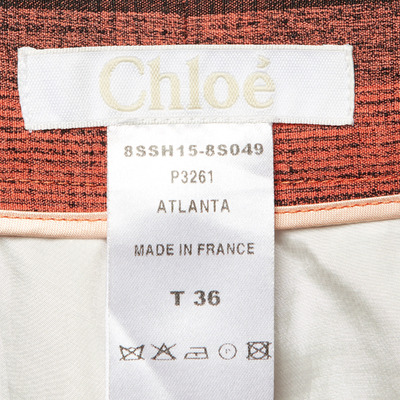 Chloé
8SSH15-8S049
P3261
ATLANTA
MADE IN FRANCE
T 36